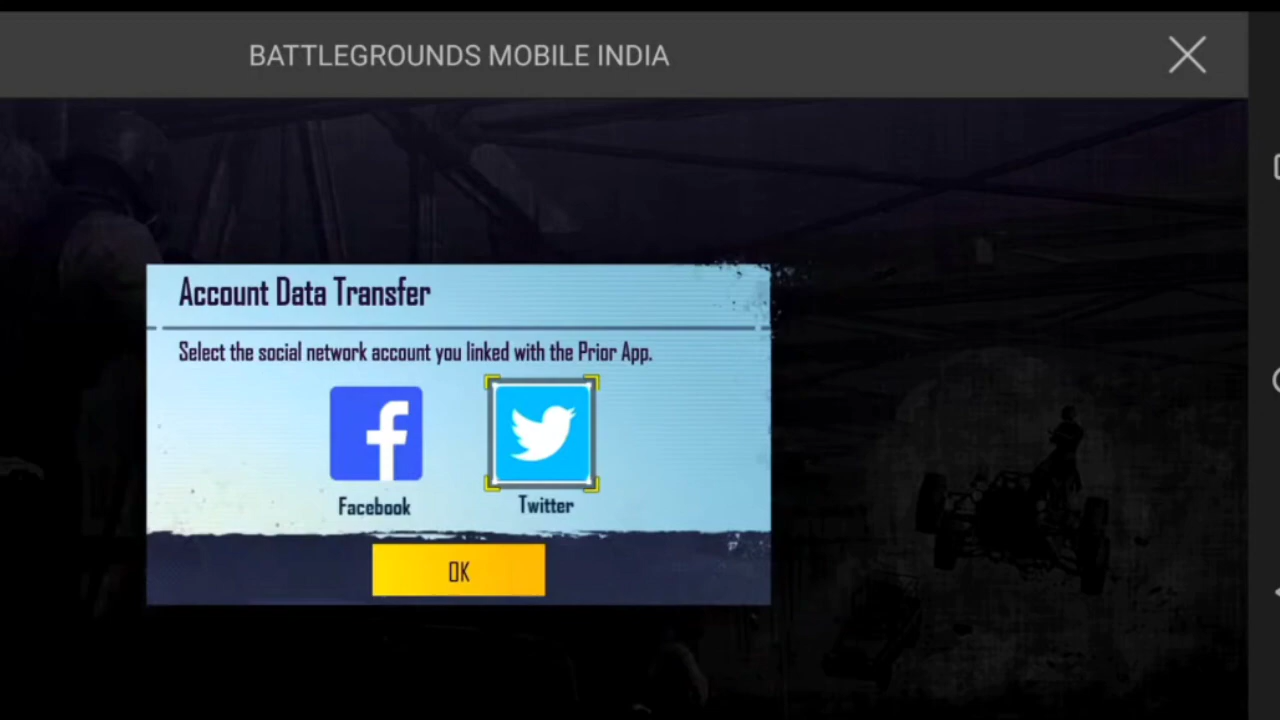 BATTLEGROUNDS MOBILE INDIA
Account Data Transfer
Select the social network account you linked with the Prior App.
Facebook
Twitter
OK